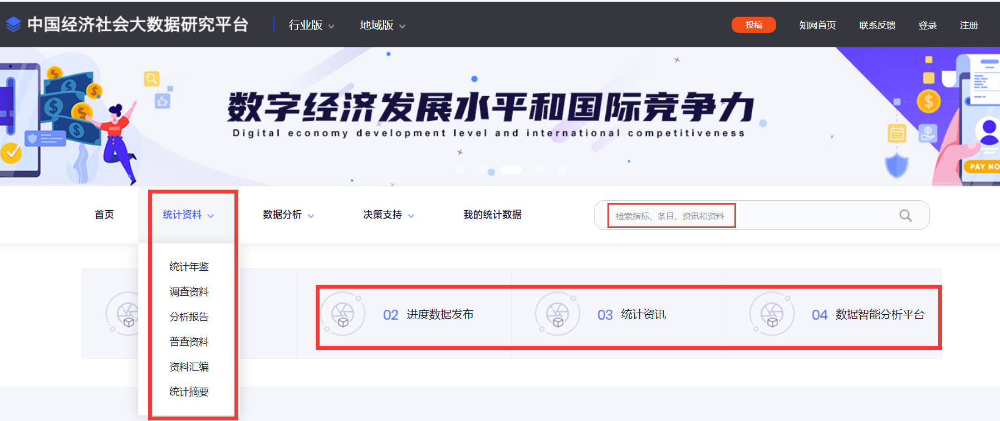 中国经济社会大数据研究平台
行业版
地域版
投稿
知网首页
联系反馈
登录
注册
数字经济发展水平和国际竞争力
Digital economy development level and international competitiveness
PAY NO
首页
统计资料
数据分析
决策支持
我的统计数据
检索指标、条目、资讯和资料
统计年鉴
调查资料
分析报告
普查资料
资料汇编
统计摘要
02 进度数据发布
03 统计资讯
04 数据智能分析平台